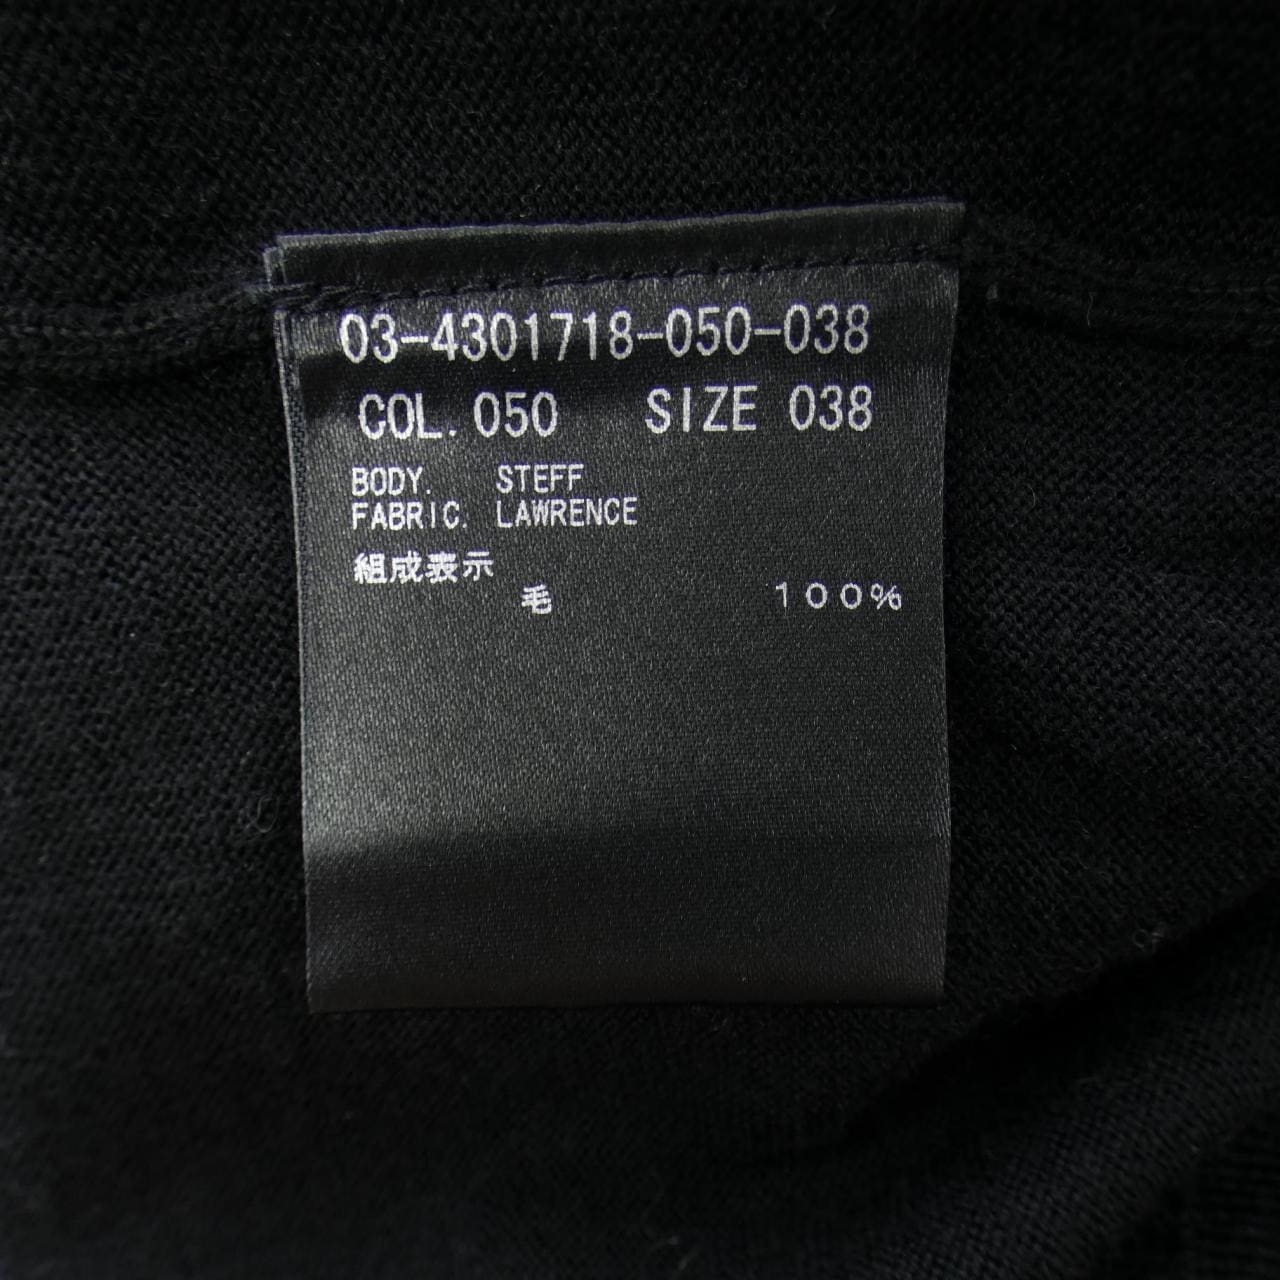 03-4301718-050-038
COL. 050 SIZE 038
BODY. STEFF
FABRIC. LAWRENCE
組成表示
毛 100%